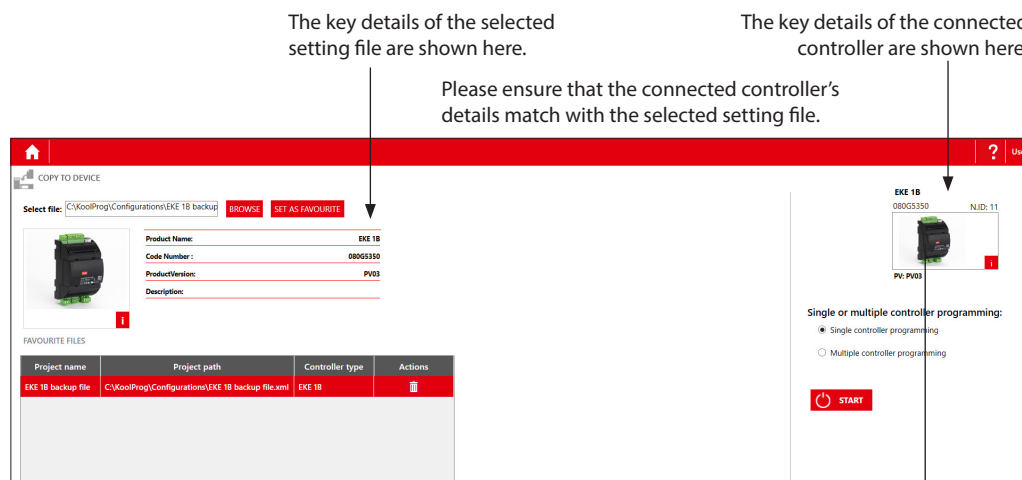 The key details of the selected
setting file are shown here.
The key details of the connected
controller are shown here
Please ensure that the connected controller's
details match with the selected setting file.
?
COPY TO DEVICE
Select file: C:\KoolProg\Configurations\EKE 1B backup BROWSE SET AS FAVOURITE
Product Name: EKE 1B
Code Number : 080G5350
ProductVersion: PV03
Description:
i
FAVOURITE FILES
Project name Project path Controller type Actions
EKE 1B backup file C:\KoolProg\Configurations\EKE 1B backup file.xml EKE 1B
EKE 1B
080G5350 N.ID: 11
i
PV: PV03
Single or multiple controller programming:
Single controller programming
Multiple controller programming
START